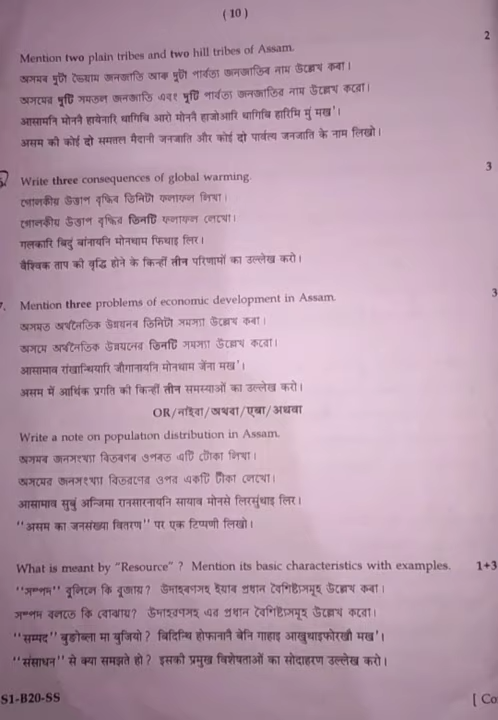 ( 10 )
Mention two plain tribes and two hill tribes of Assam. 2
অসমৰ দুটা ভৈয়াম জনজাতি আৰু দুটা পাৰ্বত্য জনজাতিৰ নাম উল্লেখ কৰা।
অসমের দুটি সমতল জনজাতি এবং দুটি পার্বত্য জনজাতির নাম উল্লেখ করো।
आसामनि मोननै हायेनारि थागिबि आरो मोननै हाजोआरि थागिबि हारिनि मुं मख'।
असम की कोई दो समतल मैदानी जनजाति और कोई दो पार्वत्य जनजाति के नाम लिखो।
Write three consequences of global warming. 3
গোলকীয় উত্তাপ বৃদ্ধিৰ তিনিটা ফলাফল লিখা।
গোলকীয় উত্তাপ বৃদ্ধির তিনটি ফলাফল লেখো।
गलकारि बिदुं बांनायनि मोनथाम फिथाइ लिर।
वैश्विक ताप की वृद्धि होने के किन्हीं तीन परिणामों का उल्लेख करो।
7. Mention three problems of economic development in Assam. 3
অসমত অৰ্থনৈতিক উন্নয়নৰ তিনিটা সমস্যা উল্লেখ কৰা।
অসমে অর্থনৈতিক উন্নয়নের তিনটি সমস্যা উল্লেখ করো।
आसामाव रांखान्थियारि जौगानायनि मोनथाम जेंना मख'।
असम में आर्थिक प्रगति की किन्हीं तीन समस्याओं का उल्लेख करो।
OR/নাইবা/অথবা/एबा/अथवा
Write a note on population distribution in Assam.
অসমৰ জনসংখ্যা বিতৰণৰ ওপৰত এটি টোকা লিখা।
অসমের জনসংখ্যা বিতরণের ওপর একটি টীকা লেখো।
आसामाव सुबुं अनजिमा रानसारनायनि सायाव मोनसे लिरसुंथाइ लिर।
"असम का जनसंख्या वितरण" पर एक टिप्पणी लिखो।
What is meant by "Resource" ? Mention its basic characteristics with examples. 1+3
"সম্পদ" বুলিলে কি বুজায়? উদাহৰণসহ ইয়াৰ প্ৰধান বৈশিষ্ট্যসমূহ উল্লেখ কৰা।
সম্পদ বলতে কি বোঝায়? উদাহরণসহ এর প্রধান বৈশিষ্ট্যসমূহ উল্লেখ করো।
"सम्पद" बुङोब्ला मा बुजियो? बिदिन्थि होफानानै बेनि गाहाइ आखुथाइफोरखौ मख'।
"संसाधन" से क्या समझते हो? इसकी प्रमुख विशेषताओं का सोदाहरण उल्लेख करो।
S1-B20-SS [ Co